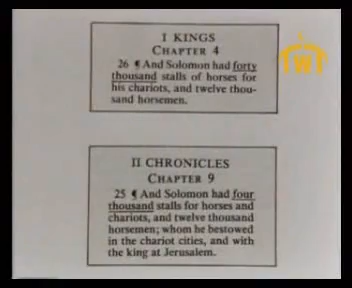 I KINGS
CHAPTER 4
26 ¶ And Solomon had forty
thousand stalls of horses for
his chariots, and twelve thou-
sand horsemen.
II CHRONICLES
CHAPTER 9
25 ¶ And Solomon had four
thousand stalls for horses and
chariots, and twelve thousand
horsemen; whom he bestowed
in the chariot cities, and with
the king at Jerusalem.
W